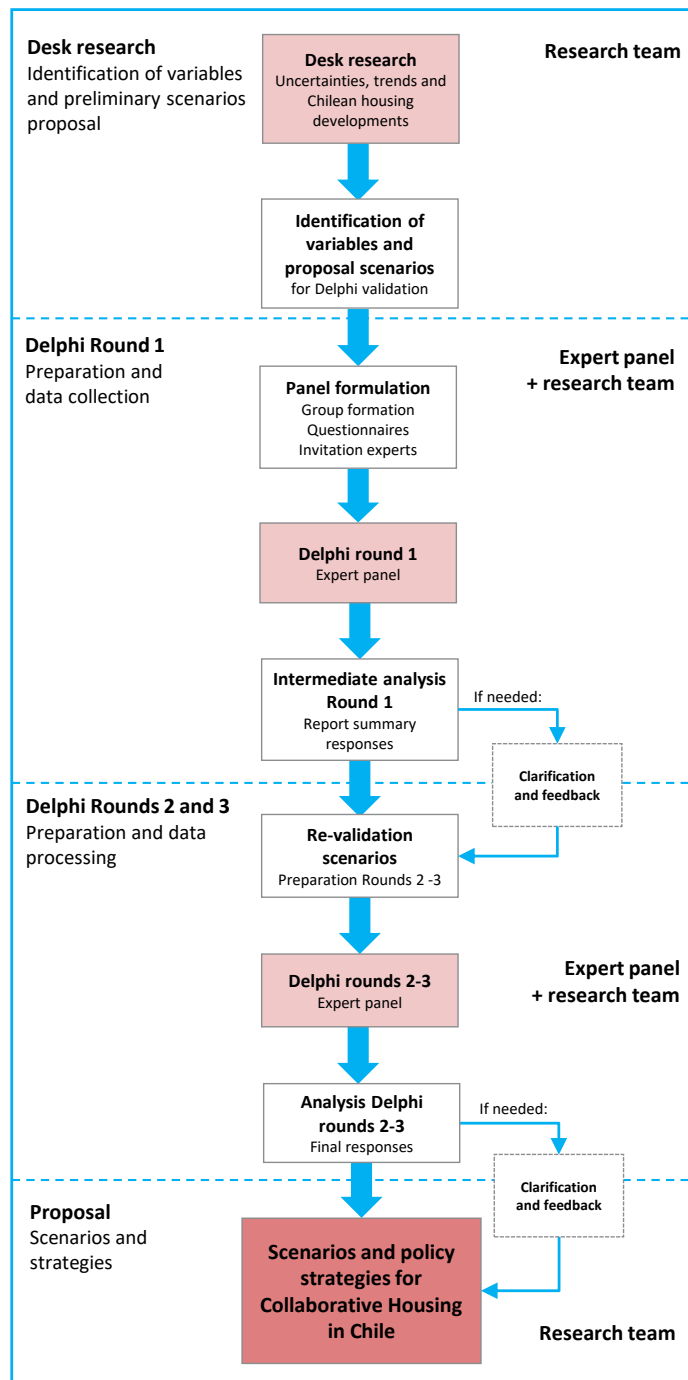 Desk research
Identification of variables
and preliminary scenarios
proposal
Desk research
Uncertainties, trends and
Chilean housing
developments
Research team
Identification of
variables and
proposal scenarios
for Delphi validation
Delphi Round 1
Preparation and
data collection
Expert panel
+ research team
Panel formulation
Group formation
Questionnaires
Invitation experts
Delphi round 1
Expert panel
Intermediate analysis
Round 1
Report summary
responses
If needed:
Clarification
and feedback
Delphi Rounds 2 and 3
Preparation and data
processing
Re-validation
scenarios
Preparation Rounds 2 -3
Delphi rounds 2-3
Expert panel
Expert panel
+ research team
Analysis Delphi
rounds 2-3
Final responses
If needed:
Clarification
and feedback
Proposal
Scenarios and
strategies
Scenarios and policy
strategies for
Collaborative Housing
in Chile
Research team